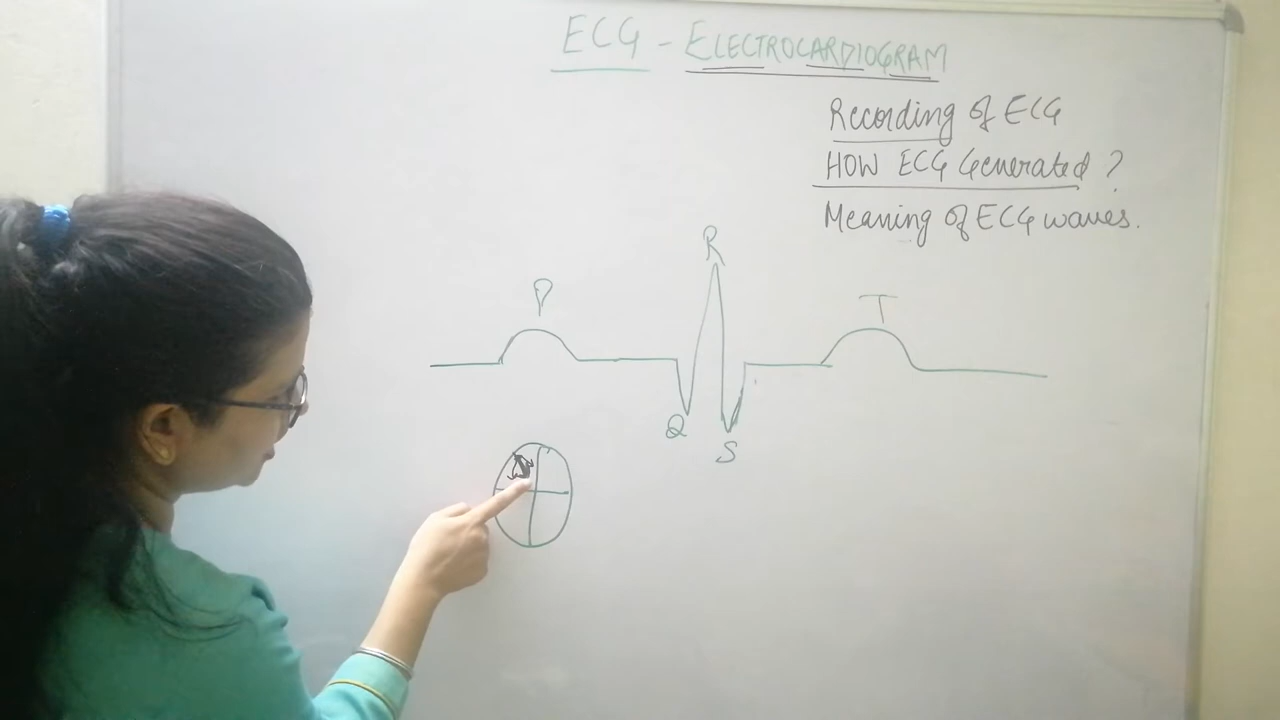 ECG - ELECTROCARDIOGRAM
Recording of ECG
HOW ECG Generated ?
Meaning of ECG waves.
R
P
T
Q
S